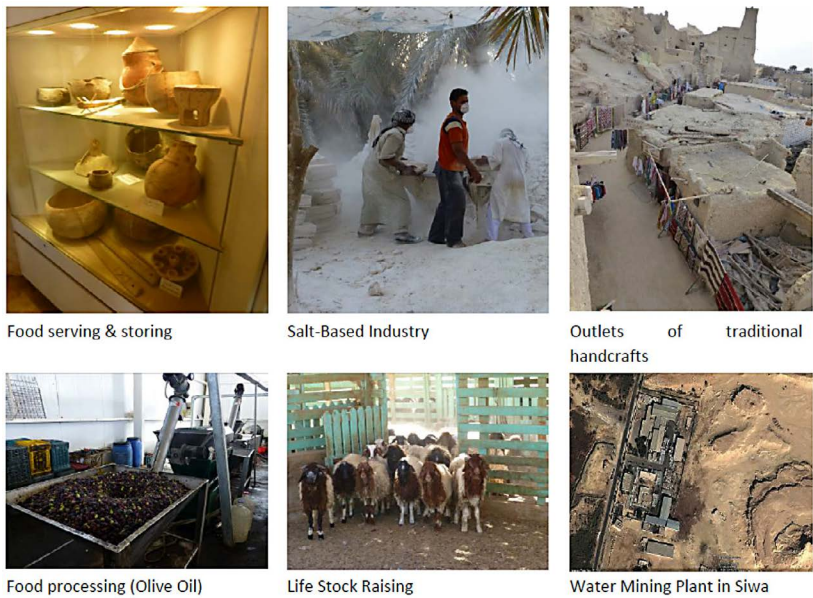 Food serving & storing
Salt-Based Industry
Outlets of traditional
handcrafts
Food processing (Olive Oil)
Life Stock Raising
Water Mining Plant in Siwa